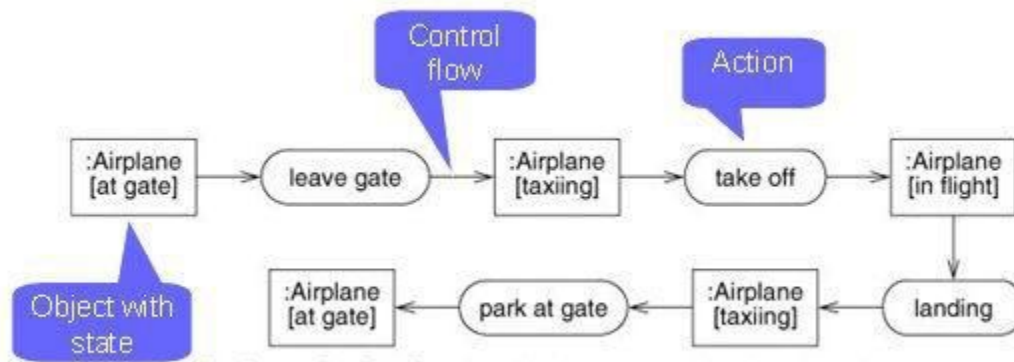 Control
flow
Action
:Airplane
[at gate]
leave gate
:Airplane
[taxiing]
take off
:Airplane
[in flight]
:Airplane
[at gate]
park at gate
:Airplane
[taxiing]
landing
Object with
state